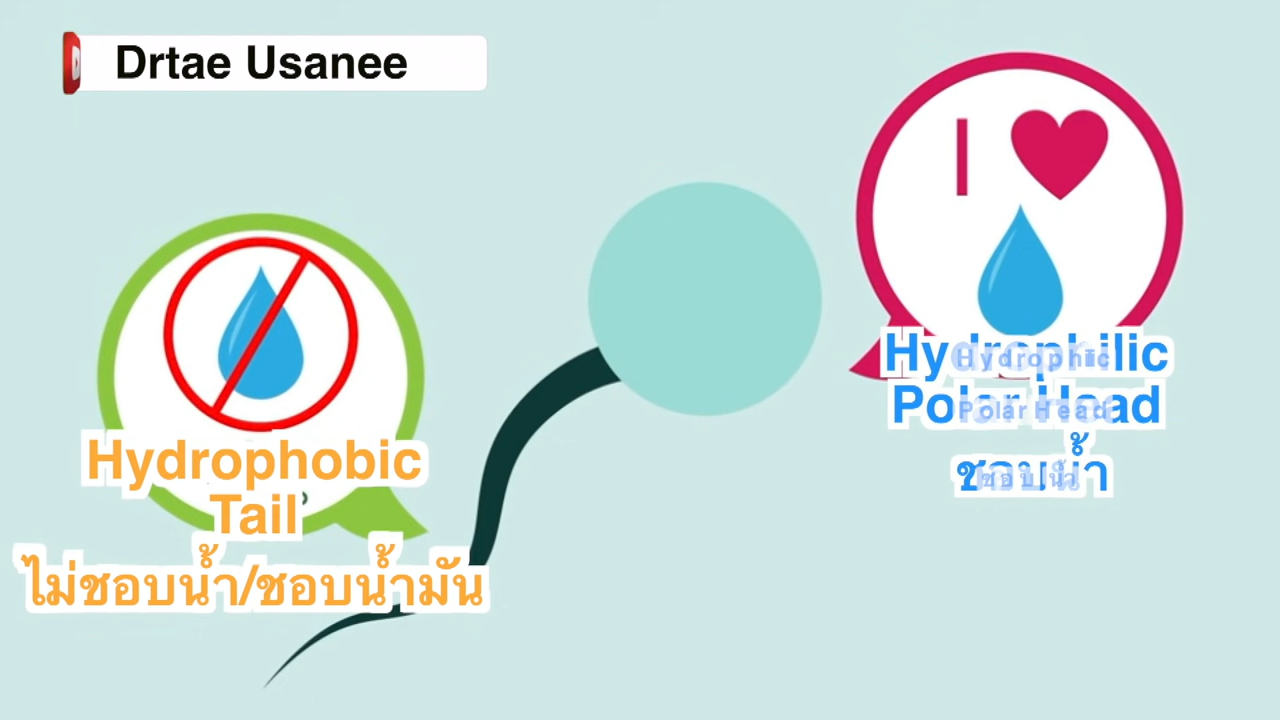 Drtae Usanee
I
Hydrophilic
Polar Head
ชอบน้ำ
Hydrophobic
Tail
ไม่ชอบน้ำ/ชอบน้ำมัน